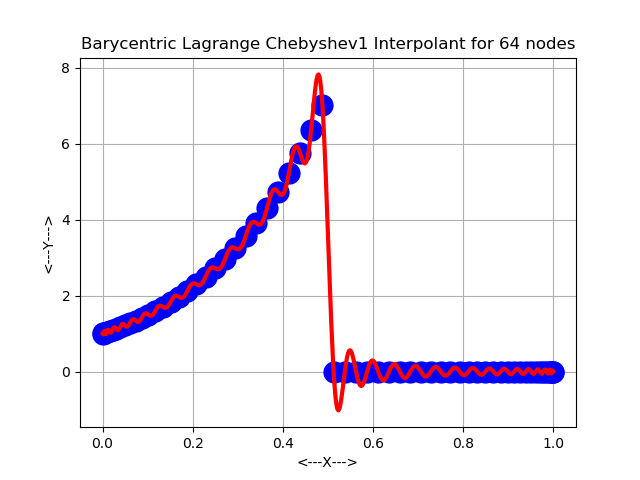 Barycentric Lagrange Chebyshev1 Interpolant for 64 nodes
8
6
4
2
0
<---Y--->
0.0 0.2 0.4 0.6 0.8 1.0
<---X--->